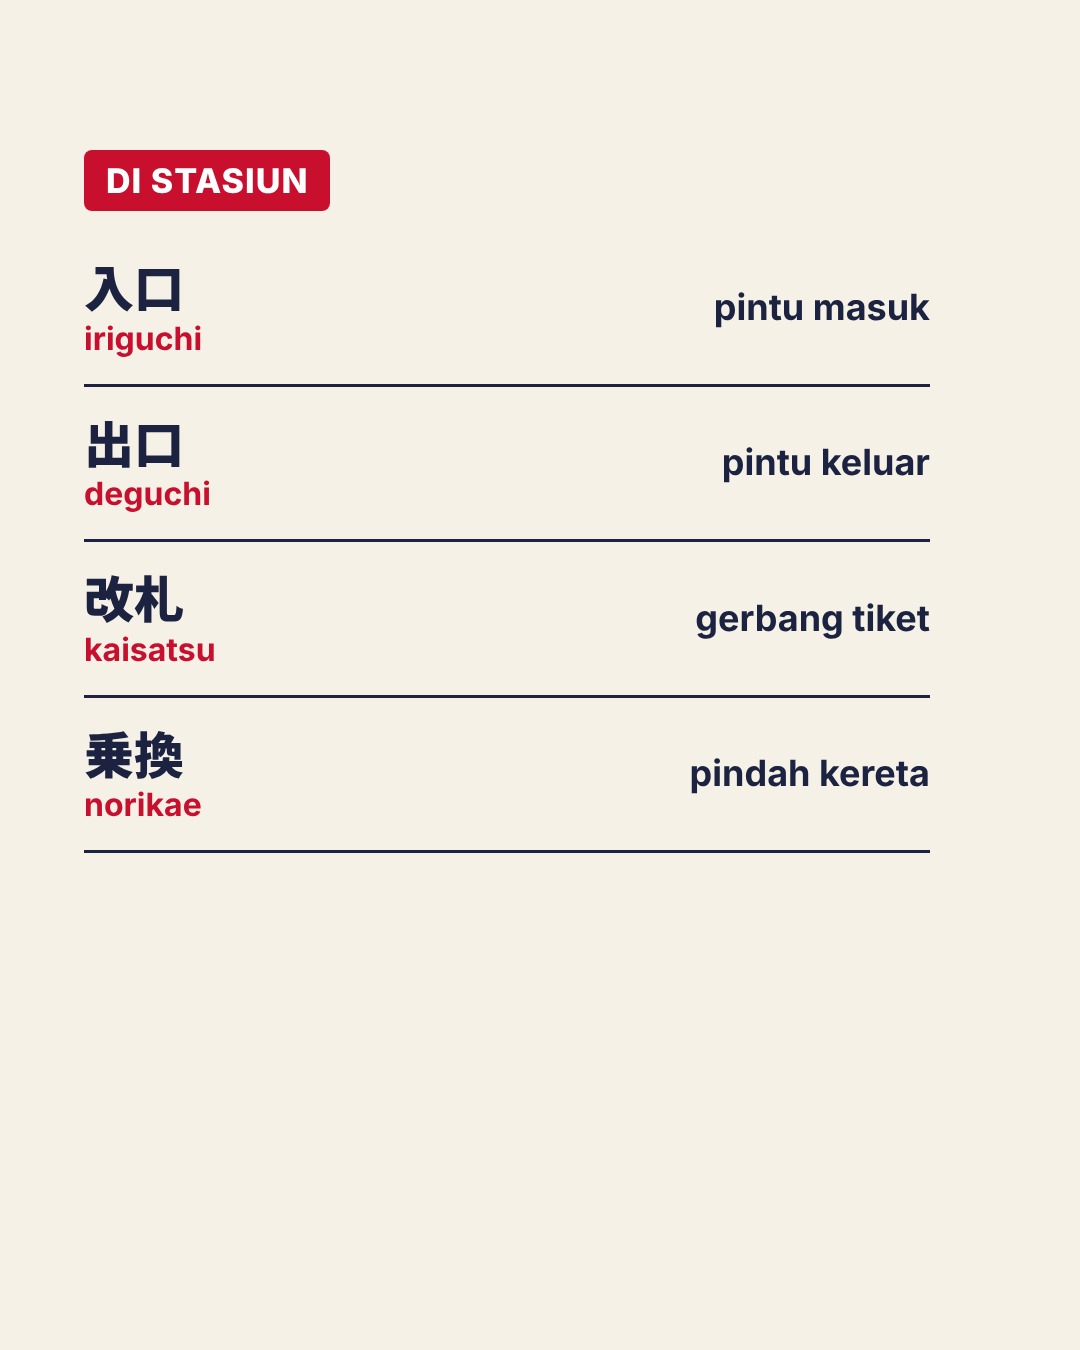 DI STASIUN
入口
iriguchi
pintu masuk
出口
deguchi
pintu keluar
改札
kaisatsu
gerbang tiket
乗換
norikae
pindah kereta